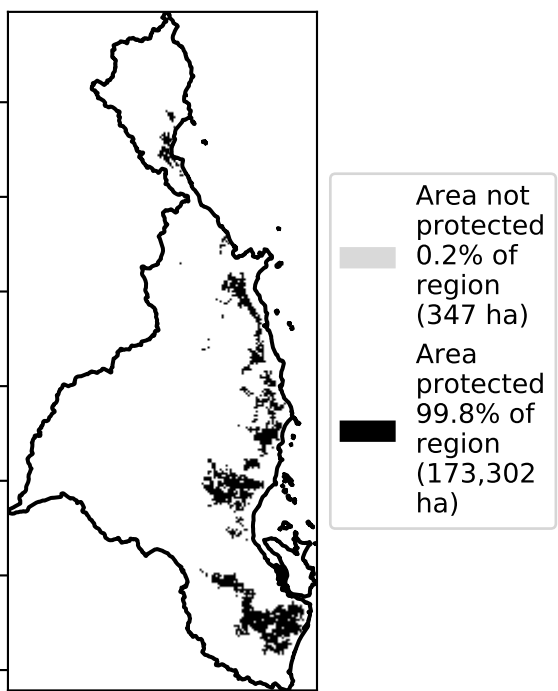 Area not
protected
0.2% of
region
(347 ha)
Area
protected
99.8% of
region
(173,302
ha)